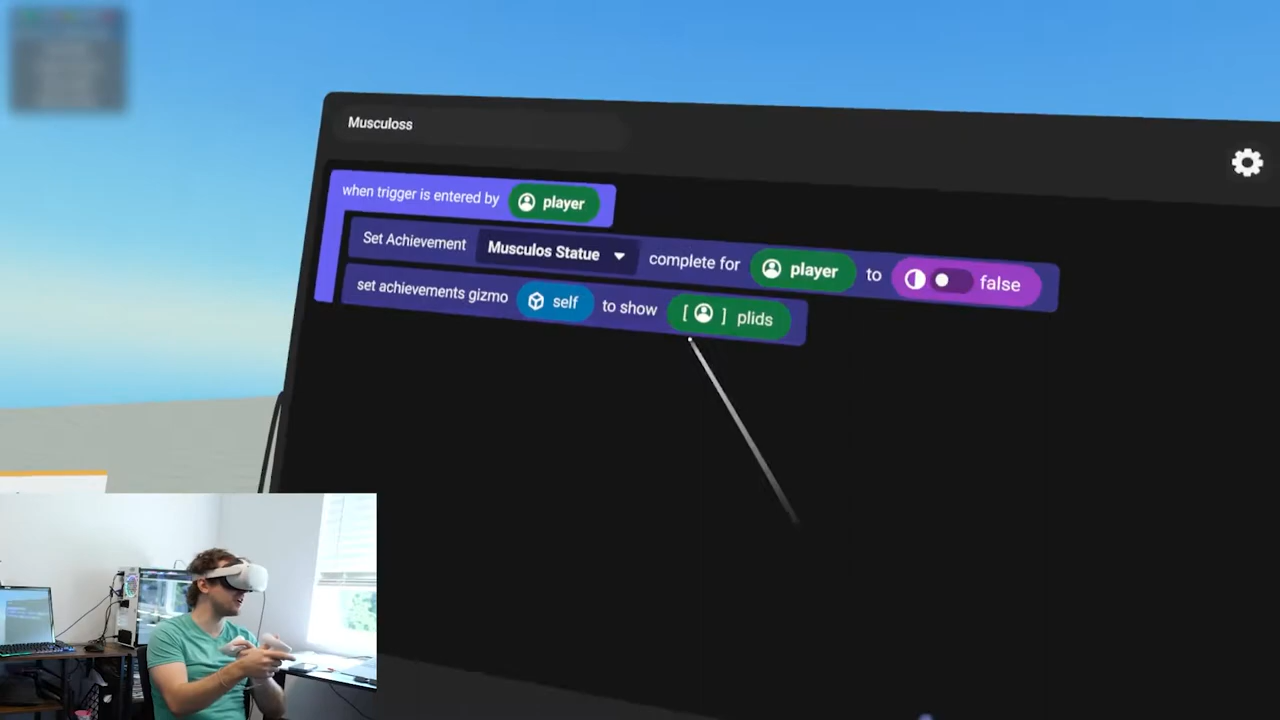 Musculoss
when trigger is entered by player
Set Achievement Musculos Statue complete for player to false
set achievements gizmo self to show [ ] plids